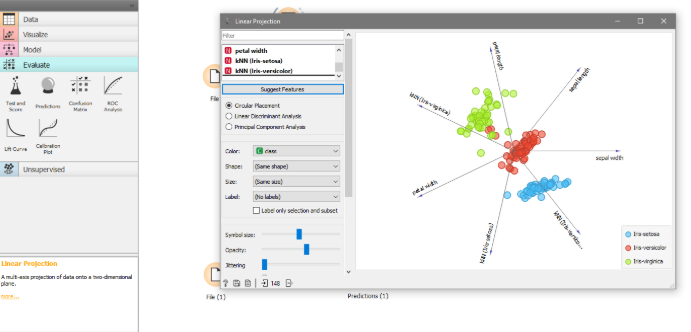 Data
Visualize
Model
Evaluate
Test and
Score
Predictions
Confusion
Matrix
ROC
Analysis
Lift Curve
Calibration
Plot
Unsupervised
Linear Projection
A multi-axis projection of data onto a two-dimensional
plane.
more...
File
File (1)
Predictions (1)
Linear Projection
Filter
N petal width
N kNN (Iris-setosa)
N kNN (Iris-versicolor)
Suggest Features
Circular Placement
Linear Discriminant Analysis
Principal Component Analysis
Color: C class
Shape: (Same shape)
Size: (Same size)
Label: (No labels)
Label only selection and subset
Symbol size:
Opacity:
Jittering
148
petal length
sepal length
kNN (Iris-virginica)
sepal width
petal width
kNN (Iris-setosa)
kNN (Iris-versico...
Iris-setosa
Iris-versicolor
Iris-virginica